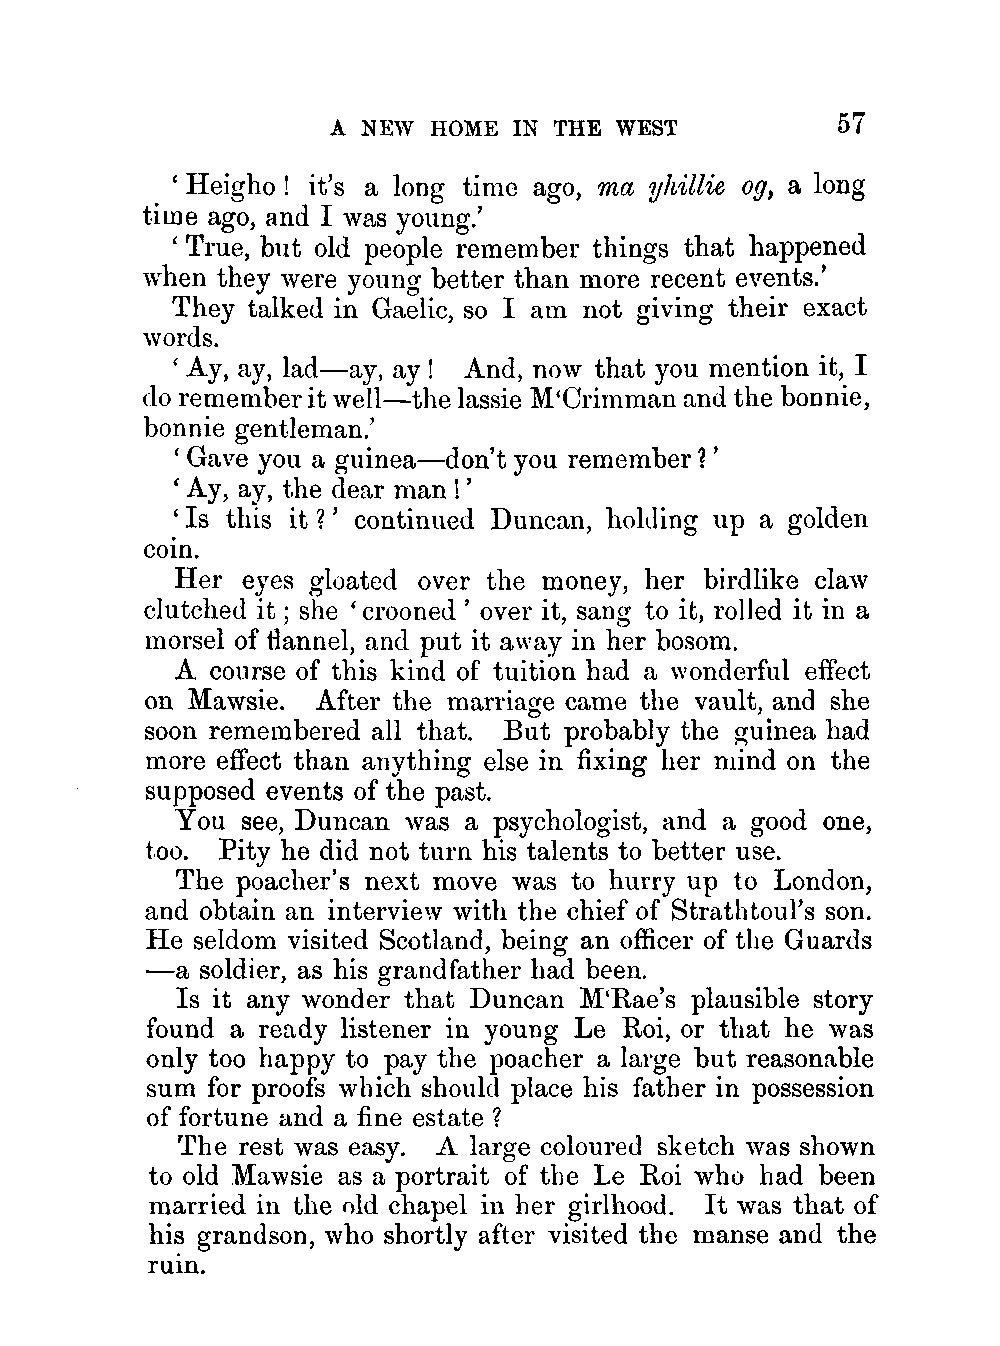 A NEW HOME IN THE WEST 57
‘Heigho! it’s a long time ago, ma yhillie og, a long
time ago, and I was young.’
‘True, but old people remember things that happened
when they were young better than more recent events.’
They talked in Gaelic, so I am not giving their exact
words.
‘Ay, ay, lad—ay, ay! And, now that you mention it, I
do remember it well—the lassie M‘Crimman and the bonnie,
bonnie gentleman.’
‘Gave you a guinea—don’t you remember?’
‘Ay, ay, the dear man!’
‘Is this it?’ continued Duncan, holding up a golden
coin.
Her eyes gloated over the money, her birdlike claw
clutched it; she ‘crooned’ over it, sang to it, rolled it in a
morsel of flannel, and put it away in her bosom.
A course of this kind of tuition had a wonderful effect
on Mawsie. After the marriage came the vault, and she
soon remembered all that. But probably the guinea had
more effect than anything else in fixing her mind on the
supposed events of the past.
You see, Duncan was a psychologist, and a good one,
too. Pity he did not turn his talents to better use.
The poacher’s next move was to hurry up to London,
and obtain an interview with the chief of Strathtoul’s son.
He seldom visited Scotland, being an officer of the Guards
—a soldier, as his grandfather had been.
Is it any wonder that Duncan M‘Rae’s plausible story
found a ready listener in young Le Roi, or that he was
only too happy to pay the poacher a large but reasonable
sum for proofs which should place his father in possession
of fortune and a fine estate?
The rest was easy. A large coloured sketch was shown
to old Mawsie as a portrait of the Le Roi who had been
married in the old chapel in her girlhood. It was that of
his grandson, who shortly after visited the manse and the
ruin.